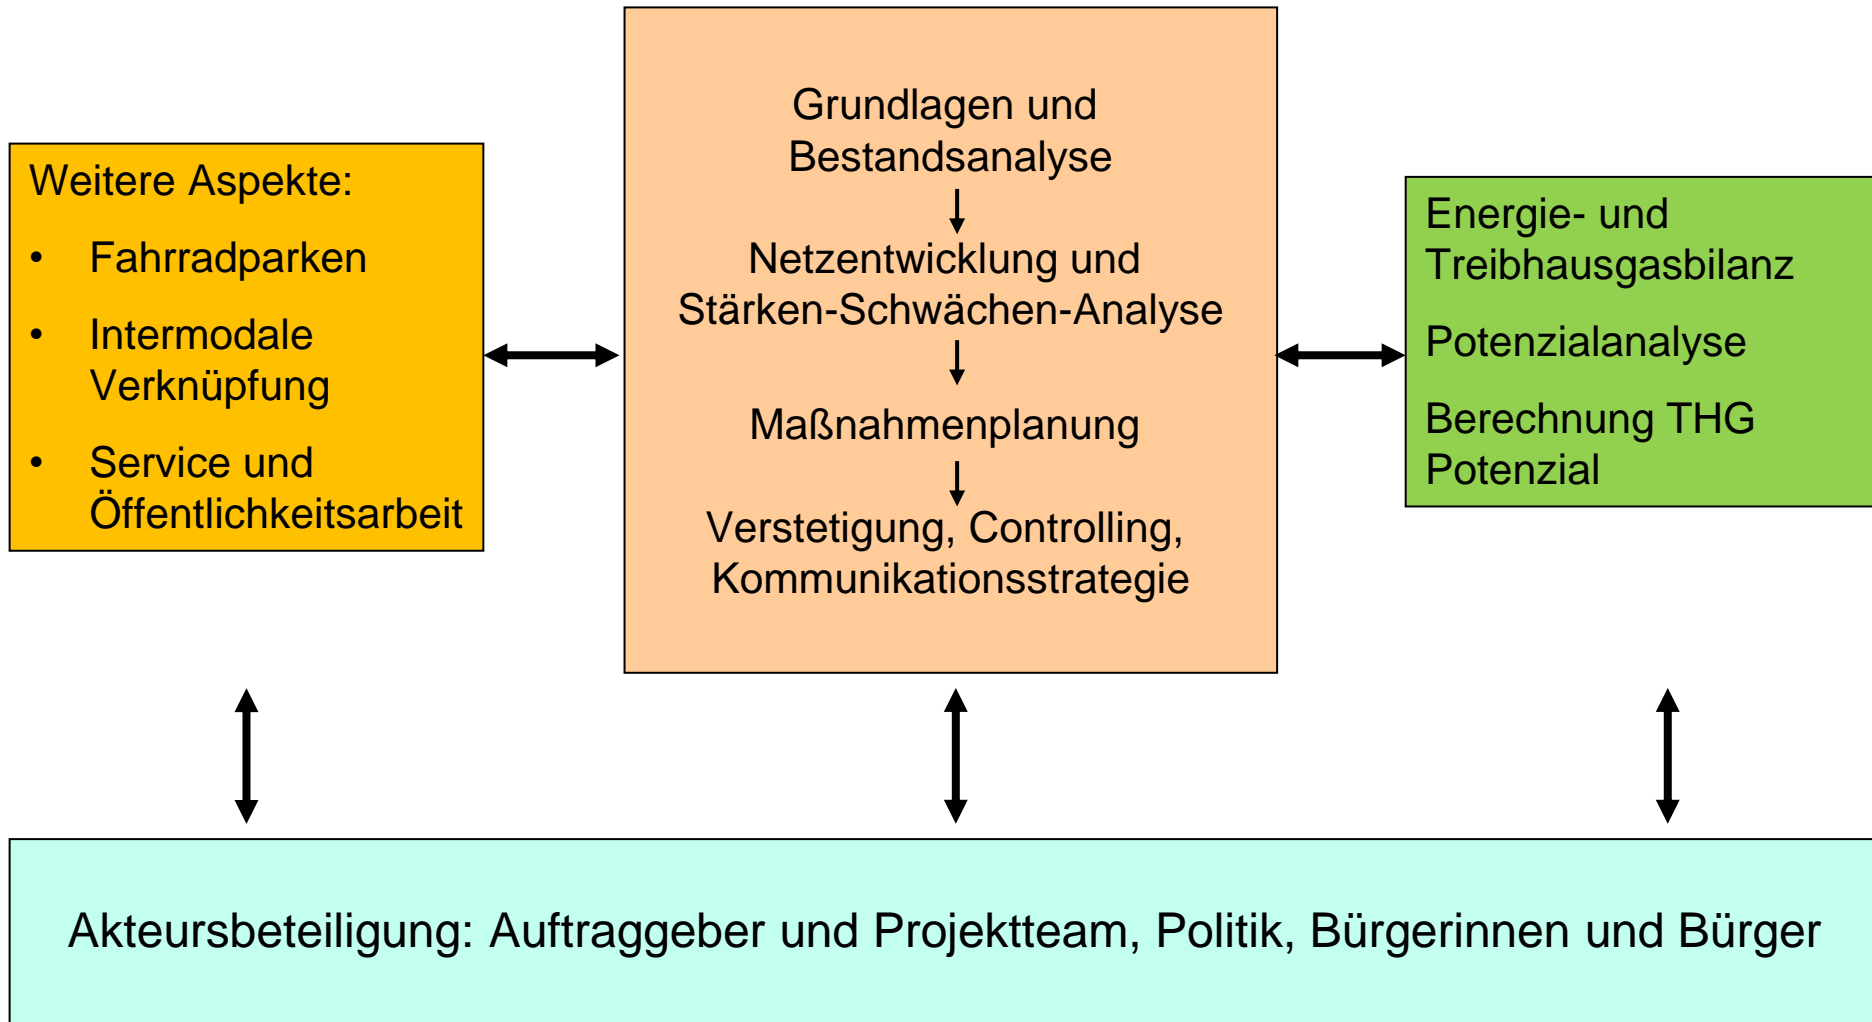 Weitere Aspekte:
• Fahrradparken
• Intermodale
Verknüpfung
• Service und
Öffentlichkeitsarbeit
Grundlagen und
Bestandsanalyse
Netzentwicklung und
Stärken-Schwächen-Analyse
Maßnahmenplanung
Verstetigung, Controlling,
Kommunikationsstrategie
Energie- und
Treibhausgasbilanz
Potenzialanalyse
Berechnung THG
Potenzial
Akteursbeteiligung: Auftraggeber und Projektteam, Politik, Bürgerinnen und Bürger